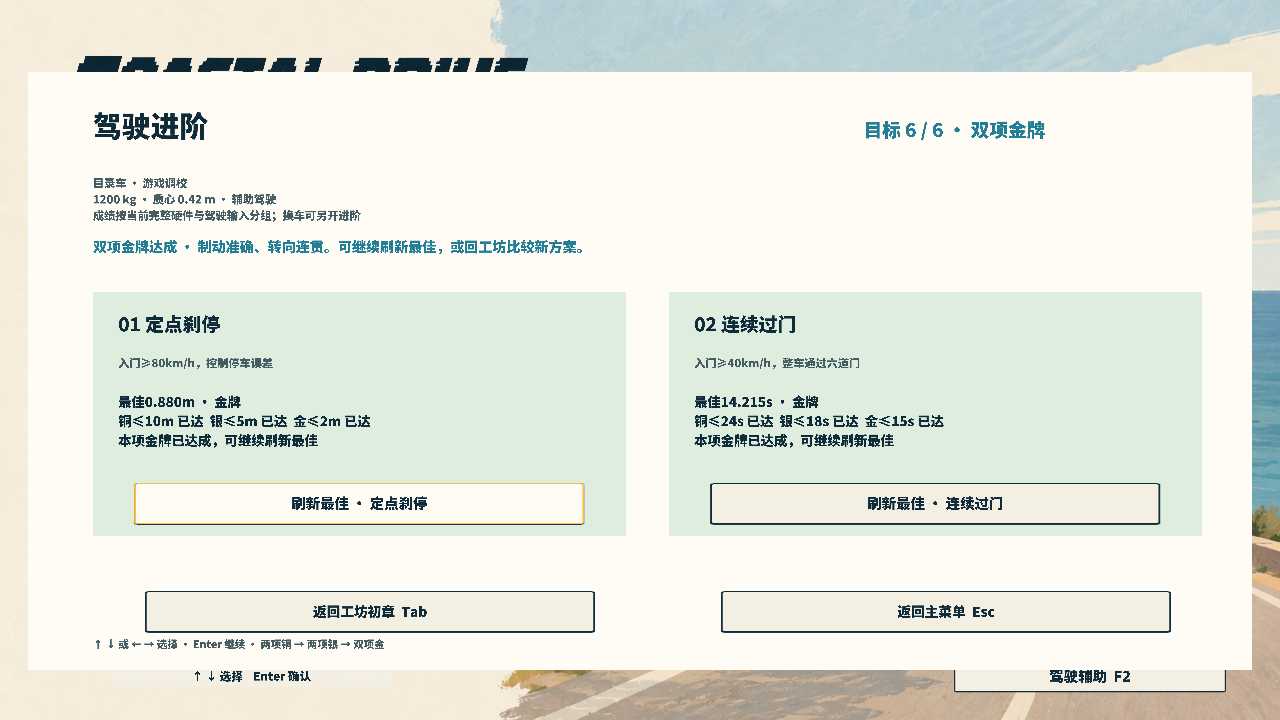 驾驶进阶
目标 6 / 6 · 双项金牌
目录车 · 游戏调校
1200 kg · 质心 0.42 m · 辅助驾驶
成绩按当前完整硬件与驾驶输入分组；换车可另开进阶
双项金牌达成 · 制动准确、转向连贯。可继续刷新最佳，或回工坊比较新方案。
01 定点刹停
入门≥80km/h，控制停车误差
最佳0.880m · 金牌
铜≤10m 已达 银≤5m 已达 金≤2m 已达
本项金牌已达成，可继续刷新最佳
刷新最佳 · 定点刹停
02 连续过门
入门≥40km/h，整车通过六道门
最佳14.215s · 金牌
铜≤24s 已达 银≤18s 已达 金≤15s 已达
本项金牌已达成，可继续刷新最佳
刷新最佳 · 连续过门
返回工坊初章 Tab
返回主菜单 Esc
↑ ↓ 或 ← → 选择 · Enter 继续 · 两项铜 → 两项银 → 双项金
↑ ↓ 选择 Enter 确认
驾驶辅助 F2